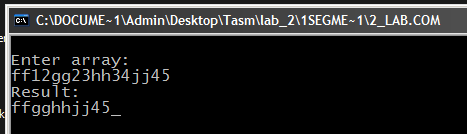 C:\DOCUME~1\Admin\Desktop\Tasm\lab_2\1SEGME~1\2_LAB.COM
Enter array:
ff12gg23hh34jj45
Result:
ffgghhjj45_